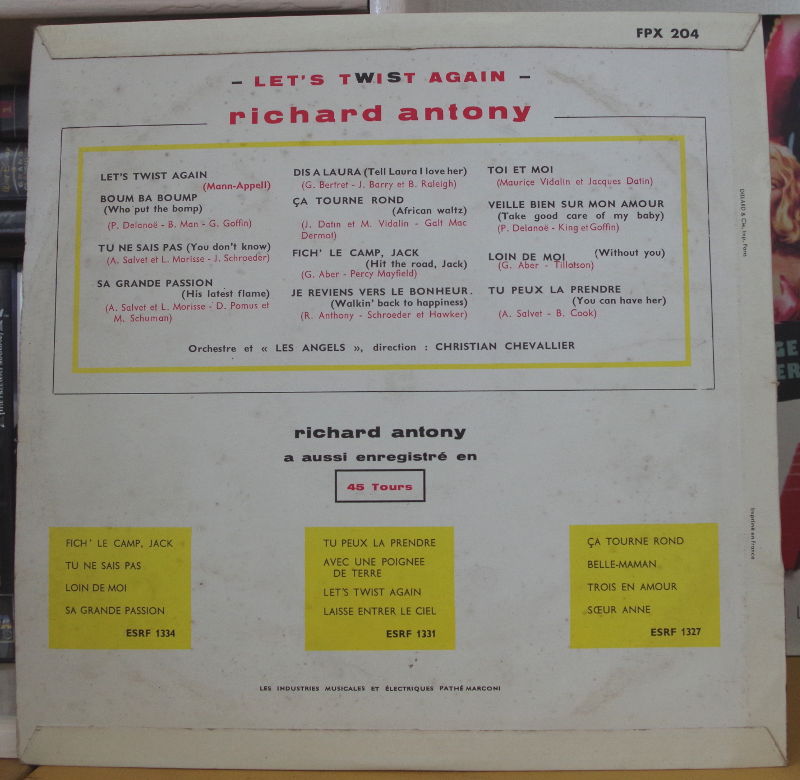 FPX 204
– LET'S TWIST AGAIN –
richard antony
LET'S TWIST AGAIN
(Mann-Appell)
BOUM BA BOUMP
(Who put the bomp)
(P. Delanoë - B. Man - G. Goffin)
TU NE SAIS PAS (You don't know)
(A. Salvet et L. Morisse - J. Schroeder)
SA GRANDE PASSION
(His latest flame)
(A. Salvet et L. Morisse - D. Pomus et
M. Schuman)
DIS A LAURA (Tell Laura I love her)
(G. Bertret - J. Barry et B. Raleigh)
ÇA TOURNE ROND
(African waltz)
(J. Datin et M. Vidalin - Galt Mac
Dermot)
FICH' LE CAMP, JACK
(Hit the road, Jack)
(G. Aber - Percy Mayfield)
JE REVIENS VERS LE BONHEUR.
(Walkin' back to happiness)
(R. Anthony - Schroeder et Hawker)
TOI ET MOI
(Maurice Vidalin et Jacques Datin)
VEILLE BIEN SUR MON AMOUR
(Take good care of my baby)
(P. Delanoë - King et Goffin)
LOIN DE MOI (Without you)
(G. Aber - Tillotson)
TU PEUX LA PRENDRE
(You can have her)
(A. Salvet - B. Cook)
Orchestre et « LES ANGELS », direction : CHRISTIAN CHEVALLIER
richard antony
a aussi enregistré en
45 Tours
FICH' LE CAMP, JACK
TU NE SAIS PAS
LOIN DE MOI
SA GRANDE PASSION
ESRF 1334
TU PEUX LA PRENDRE
AVEC UNE POIGNEE
DE TERRE
LET'S TWIST AGAIN
LAISSE ENTRER LE CIEL
ESRF 1331
ÇA TOURNE ROND
BELLE-MAMAN
TROIS EN AMOUR
SŒUR ANNE
ESRF 1327
LES INDUSTRIES MUSICALES ET ÉLECTRIQUES PATHÉ MARCONI
& Cie, Imp. Paris
Imprimé en France